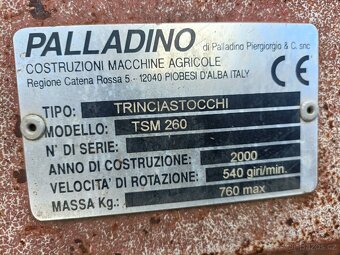 PALLADINO di Palladino Piergiorgio & C. snc
COSTRUZIONI MACCHINE AGRICOLE
Regione Catena Rossa 5 - 12040 PIOBESI D'ALBA ITALY
CE
TIPO: TRINCIASTOCCHI
MODELLO: TSM 260
N° DI SERIE:
ANNO DI COSTRUZIONE: 2000
VELOCITA' DI ROTAZIONE: 540 giri/min.
MASSA Kg.: 760 max